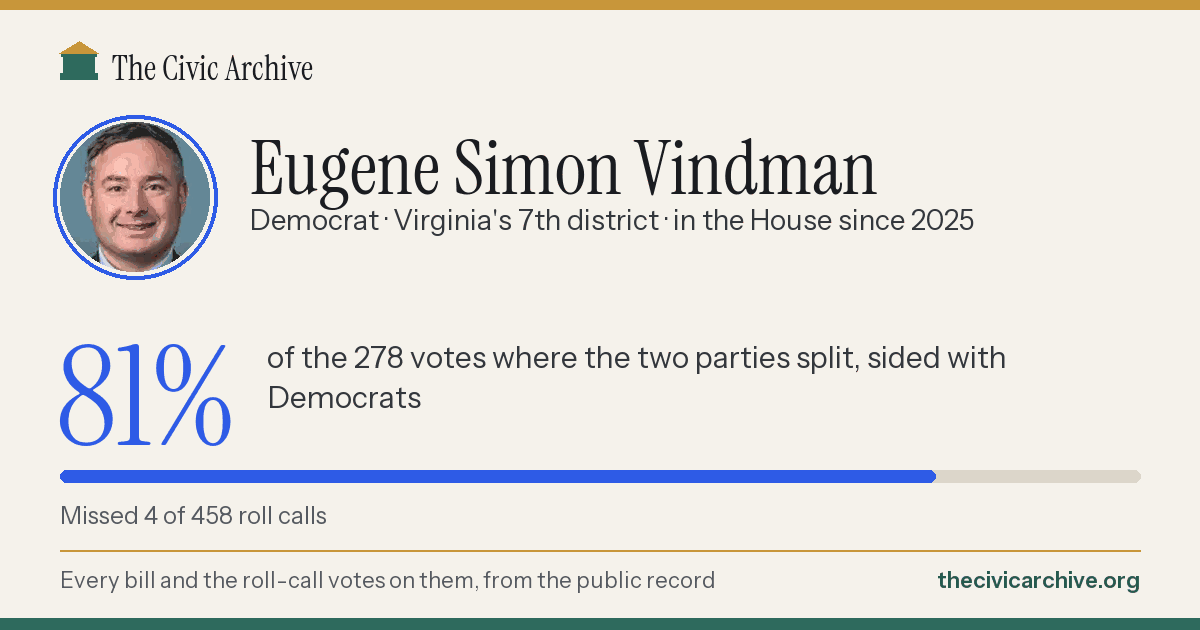 The Civic Archive
Eugene Simon Vindman
Democrat · Virginia's 7th district · in the House since 2025
81%
of the 278 votes where the two parties split, sided with
Democrats
Missed 4 of 458 roll calls
Every bill and the roll-call votes on them, from the public record
thecivicarchive.org